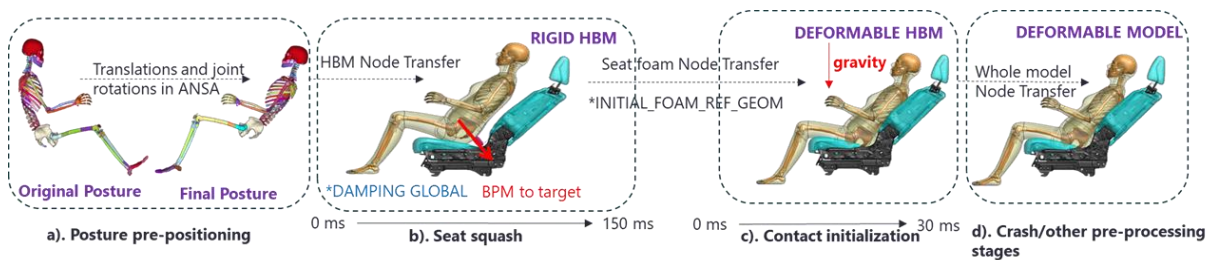 Translations and joint
rotations in ANSA
Original Posture
Final Posture
a). Posture pre-positioning
HBM Node Transfer
RIGID HBM
*DAMPING GLOBAL
BPM to target
0 ms
150 ms
b). Seat squash
Seat foam Node Transfer
*INITIAL_FOAM_REF_GEOM
DEFORMABLE HBM
gravity
0 ms
30 ms
c). Contact initialization
Whole model
Node Transfer
DEFORMABLE MODEL
d). Crash/other pre-processing
stages